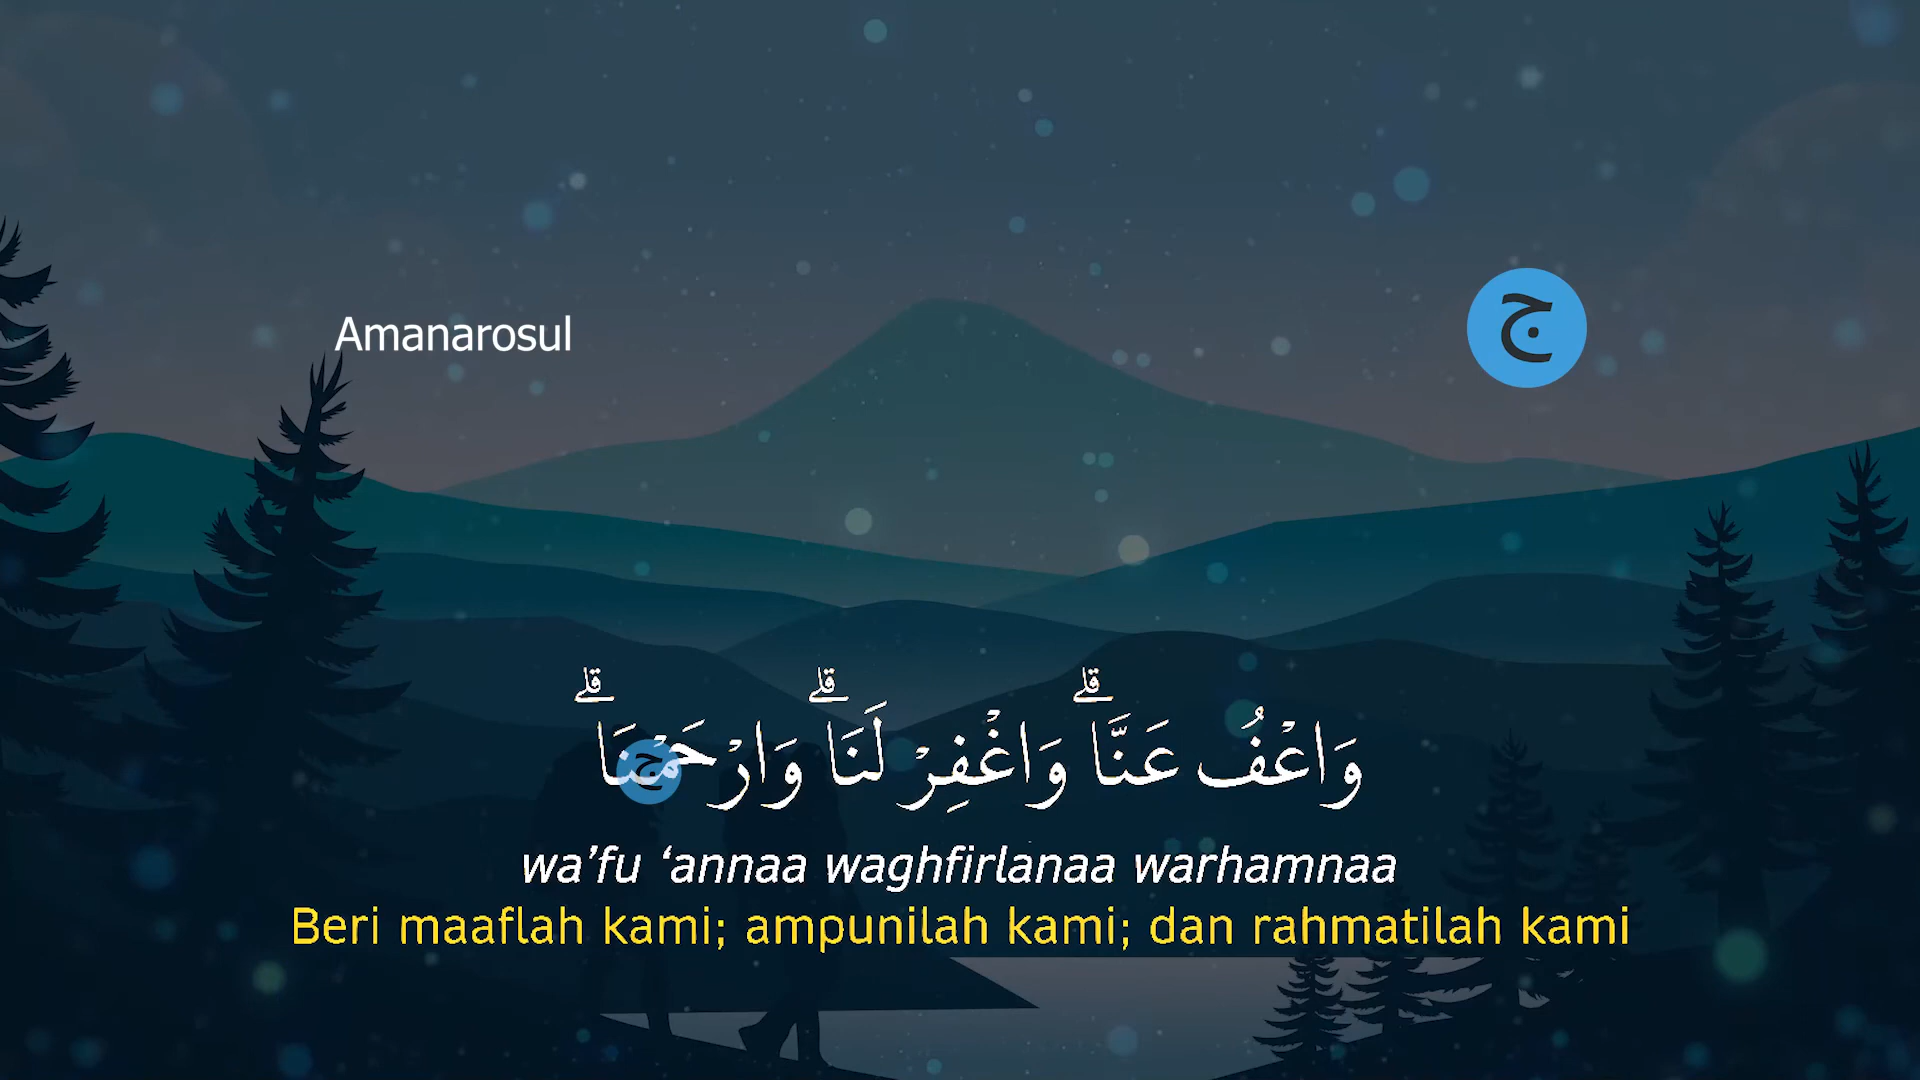 Amanarosul
ج
وَاعْفُ عَنَّاۗ وَاغْفِرْ لَنَاۗ وَارْحَمْنَاۗ
ج
wa’fu ‘annaa waghfirlanaa warhamnaa
Beri maaflah kami; ampunilah kami; dan rahmatilah kami